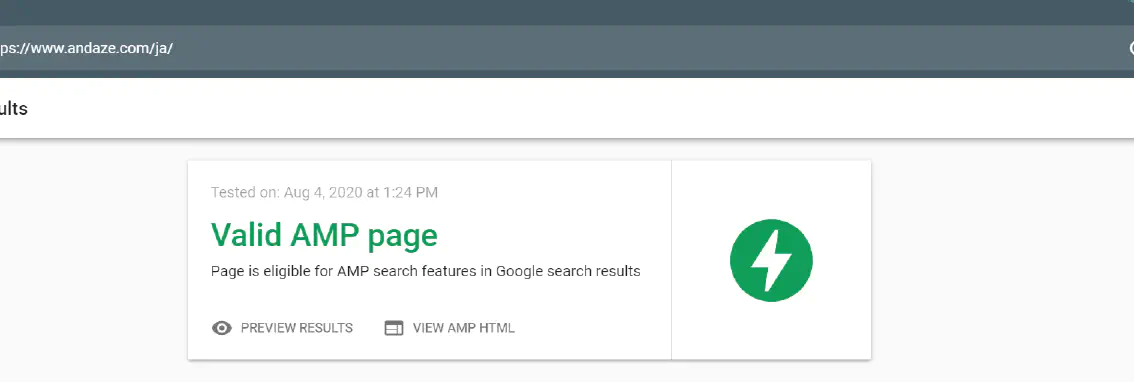 ps://www.andaze.com/ja/
ults
Tested on: Aug 4, 2020 at 1:24 PM
Valid AMP page
Page is eligible for AMP search features in Google search results
PREVIEW RESULTS VIEW AMP HTML